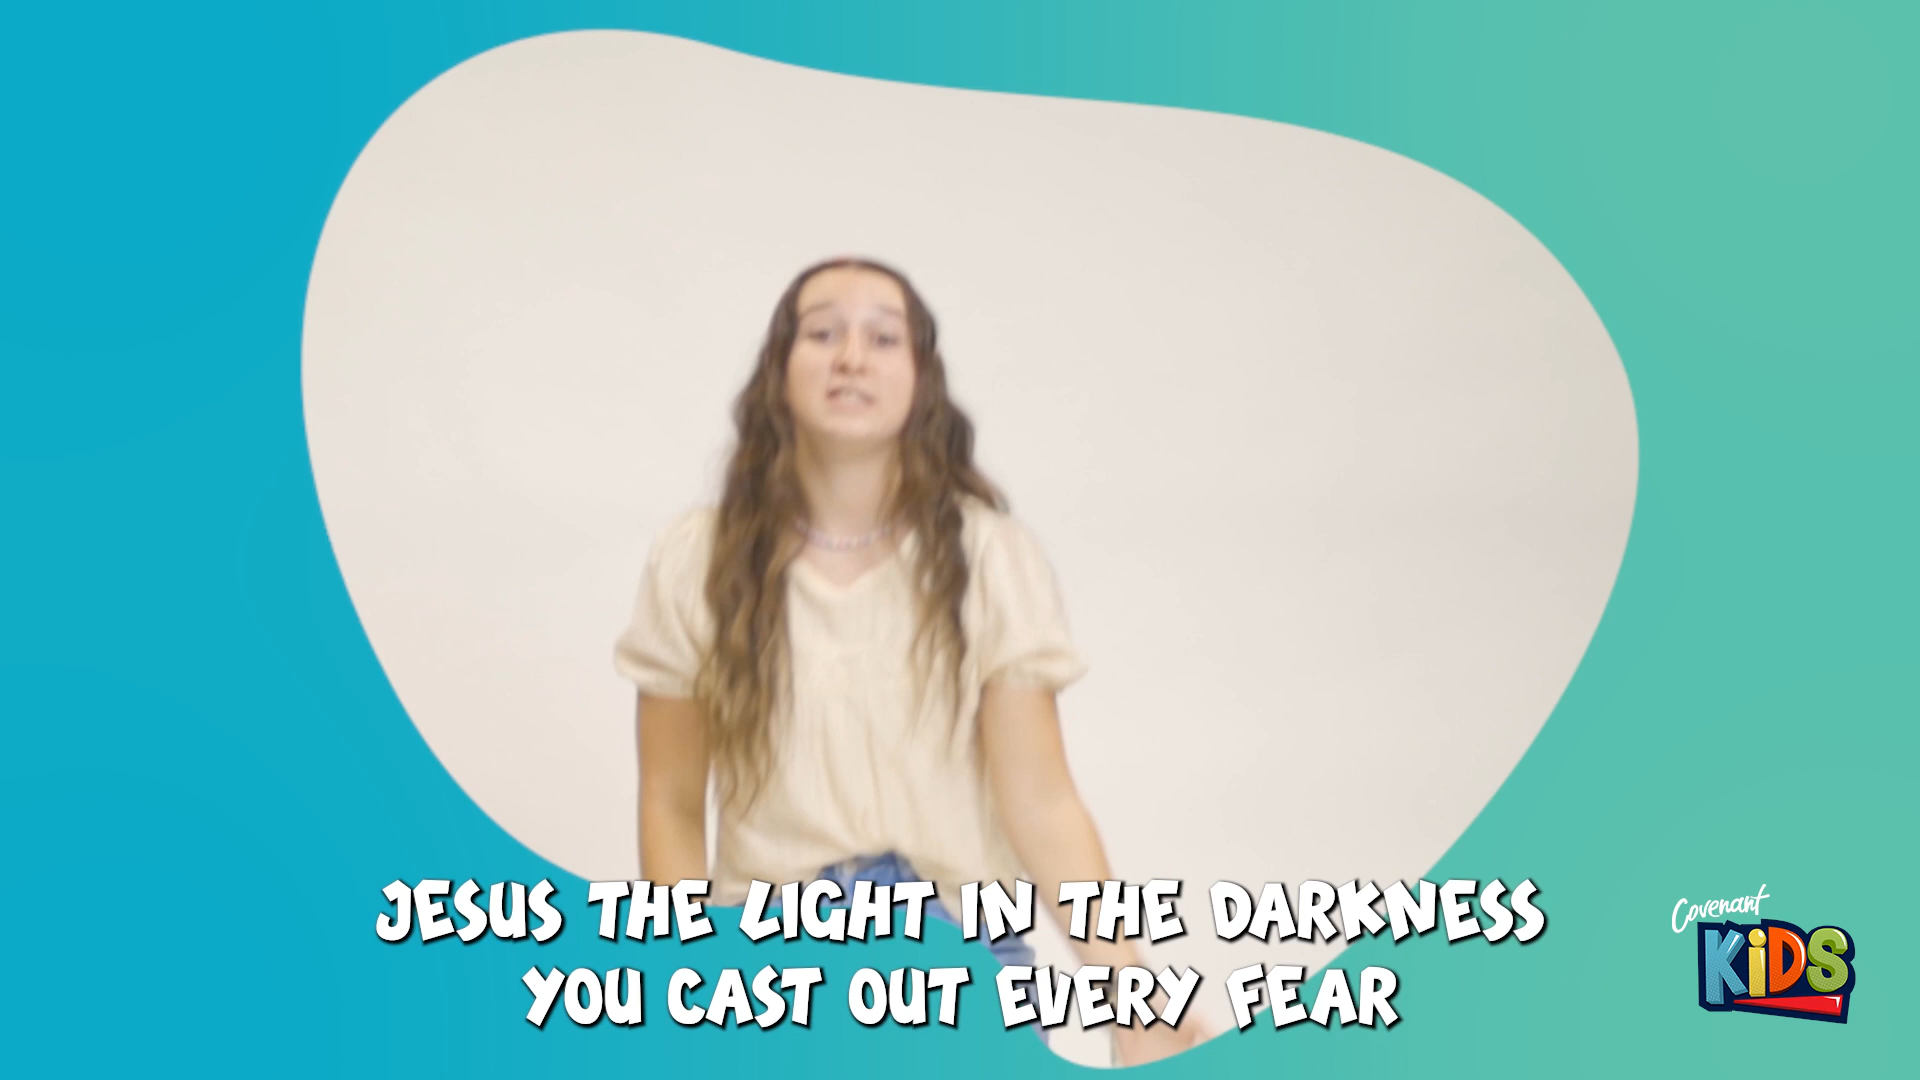 JESUS THE LIGHT IN THE DARKNESS
YOU CAST OUT EVERY FEAR
Covenant
KiDS